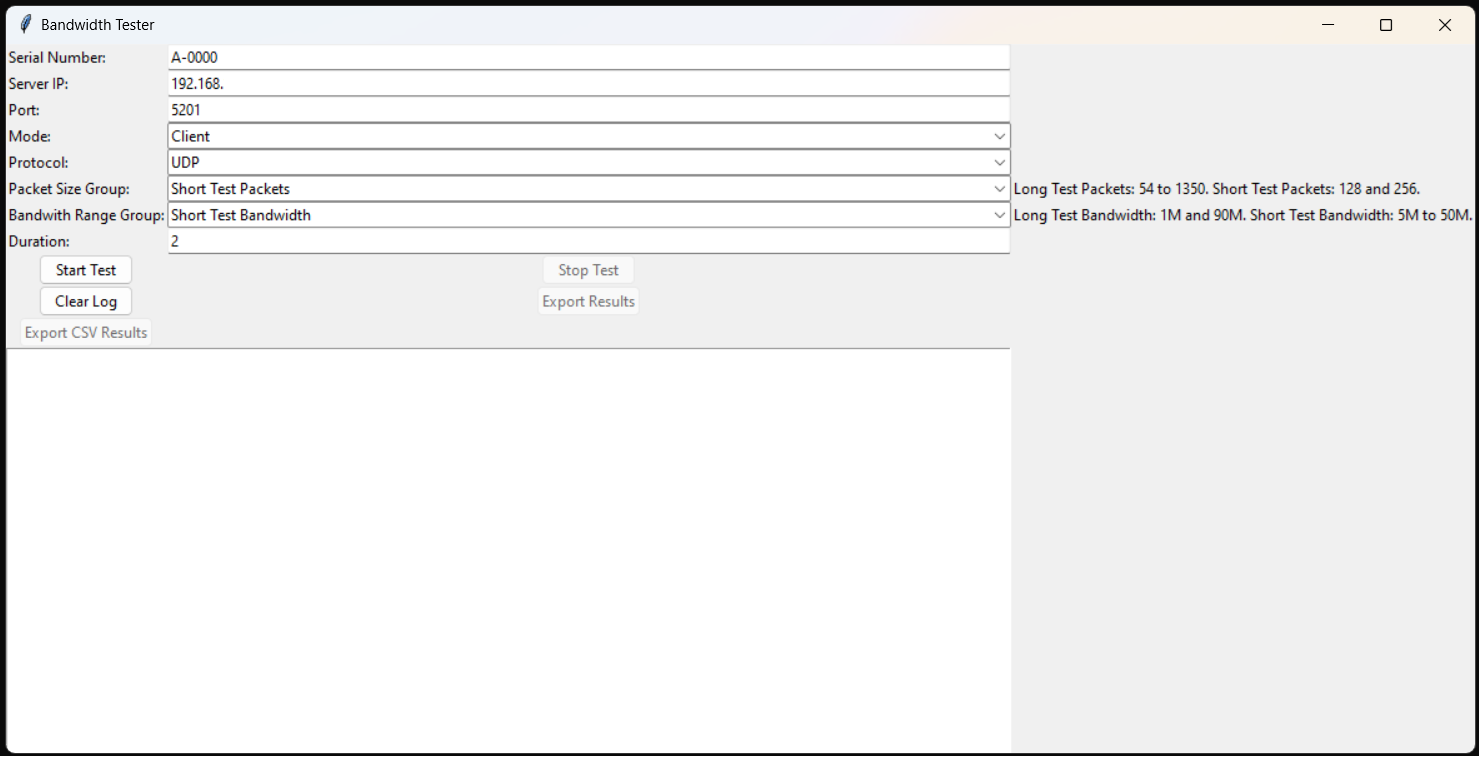 Bandwidth Tester
Serial Number: A-0000
Server IP: 192.168.
Port: 5201
Mode: Client
Protocol: UDP
Packet Size Group: Short Test Packets Long Test Packets: 54 to 1350. Short Test Packets: 128 and 256.
Bandwith Range Group: Short Test Bandwidth Long Test Bandwidth: 1M and 90M. Short Test Bandwidth: 5M to 50M.
Duration: 2
Start Test Stop Test
Clear Log Export Results
Export CSV Results